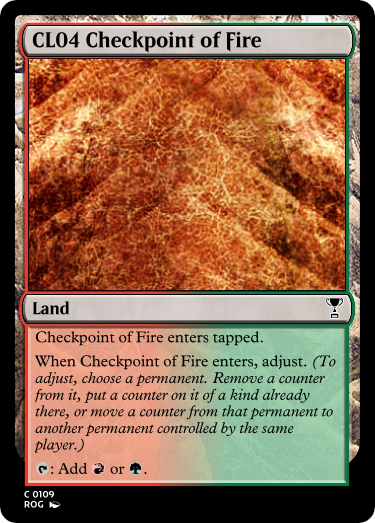 CL04 Checkpoint of Fire
Land
Checkpoint of Fire enters tapped.
When Checkpoint of Fire enters, adjust. (To
adjust, choose a permanent. Remove a counter
from it, put a counter on it of a kind already
there, or move a counter from that permanent to
another permanent controlled by the same
player.)
: Add or .
C 0109
ROG